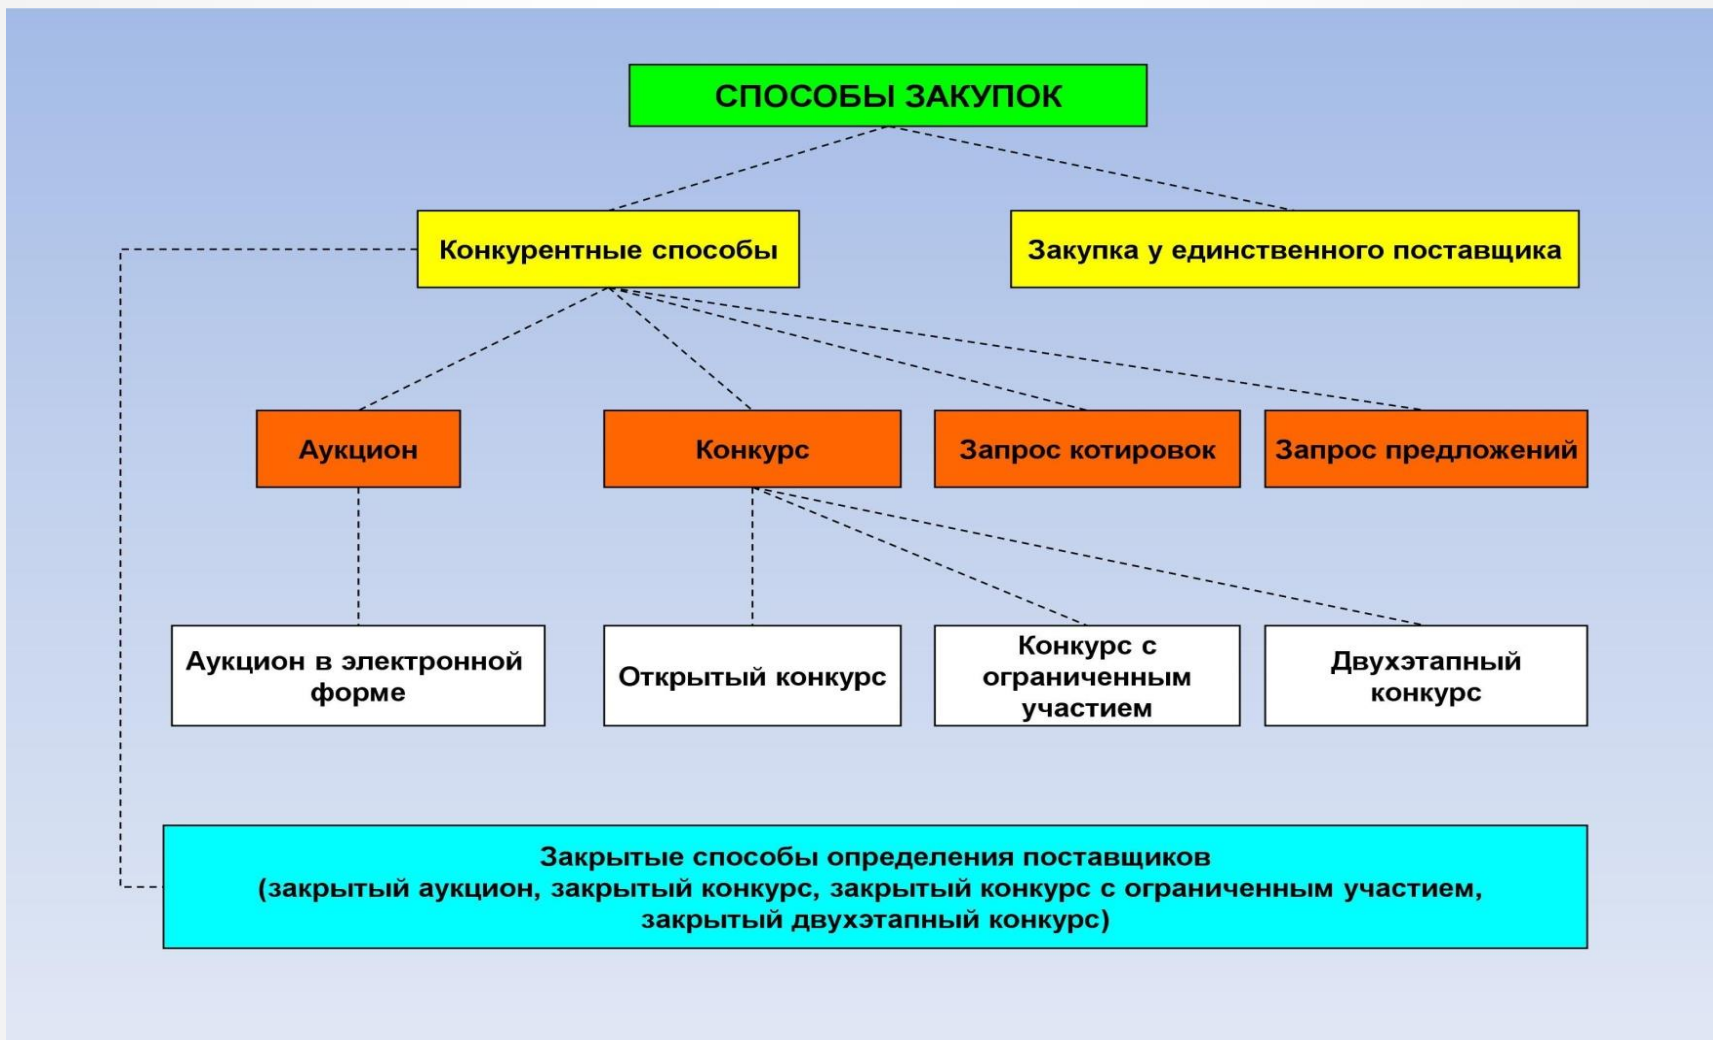 СПОСОБЫ ЗАКУПОК
Конкурентные способы
Закупка у единственного поставщика
Аукцион
Конкурс
Запрос котировок
Запрос предложений
Аукцион в электронной
форме
Открытый конкурс
Конкурс с
ограниченным
участием
Двухэтапный
конкурс
Закрытые способы определения поставщиков
(закрытый аукцион, закрытый конкурс, закрытый конкурс с ограниченным участием,
закрытый двухэтапный конкурс)